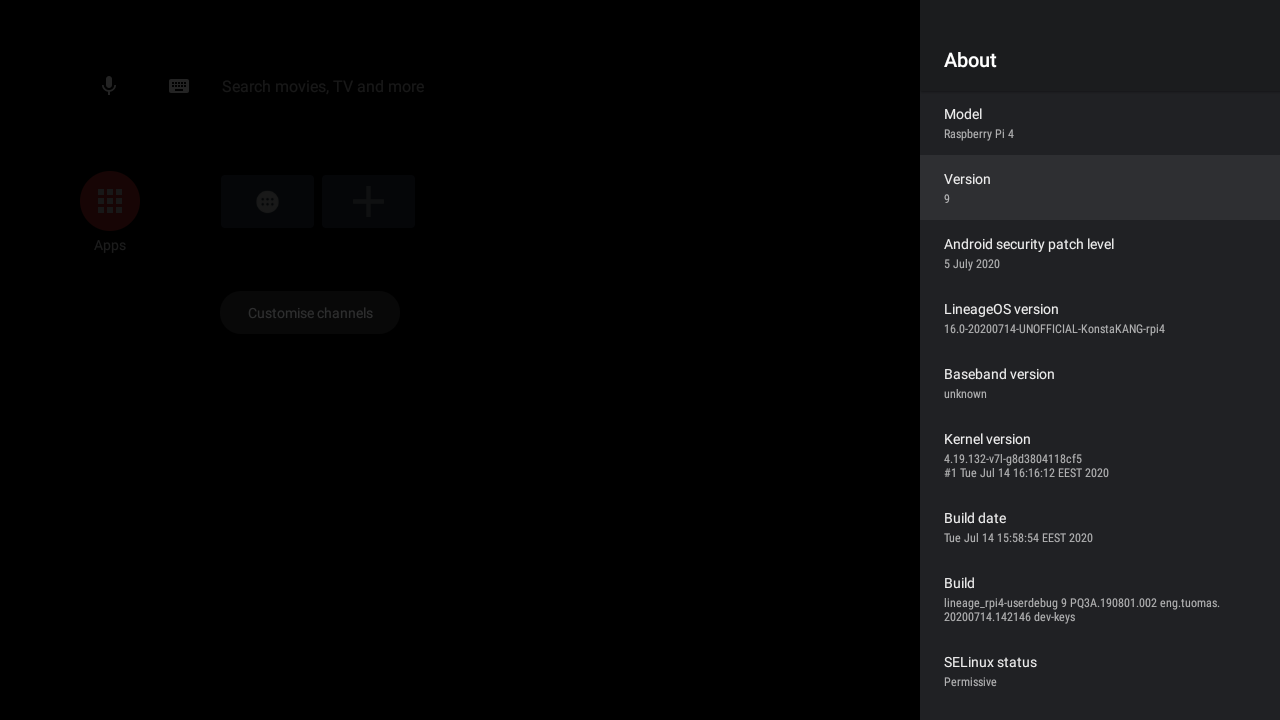 Search movies, TV and more
Apps
Customise channels
About
Model
Raspberry Pi 4
Version
9
Android security patch level
5 July 2020
LineageOS version
16.0-20200714-UNOFFICIAL-KonstaKANG-rpi4
Baseband version
unknown
Kernel version
4.19.132-v7l-g8d3804118cf5
#1 Tue Jul 14 16:16:12 EEST 2020
Build date
Tue Jul 14 15:58:54 EEST 2020
Build
lineage_rpi4-userdebug 9 PQ3A.190801.002 eng.tuomas.
20200714.142146 dev-keys
SELinux status
Permissive